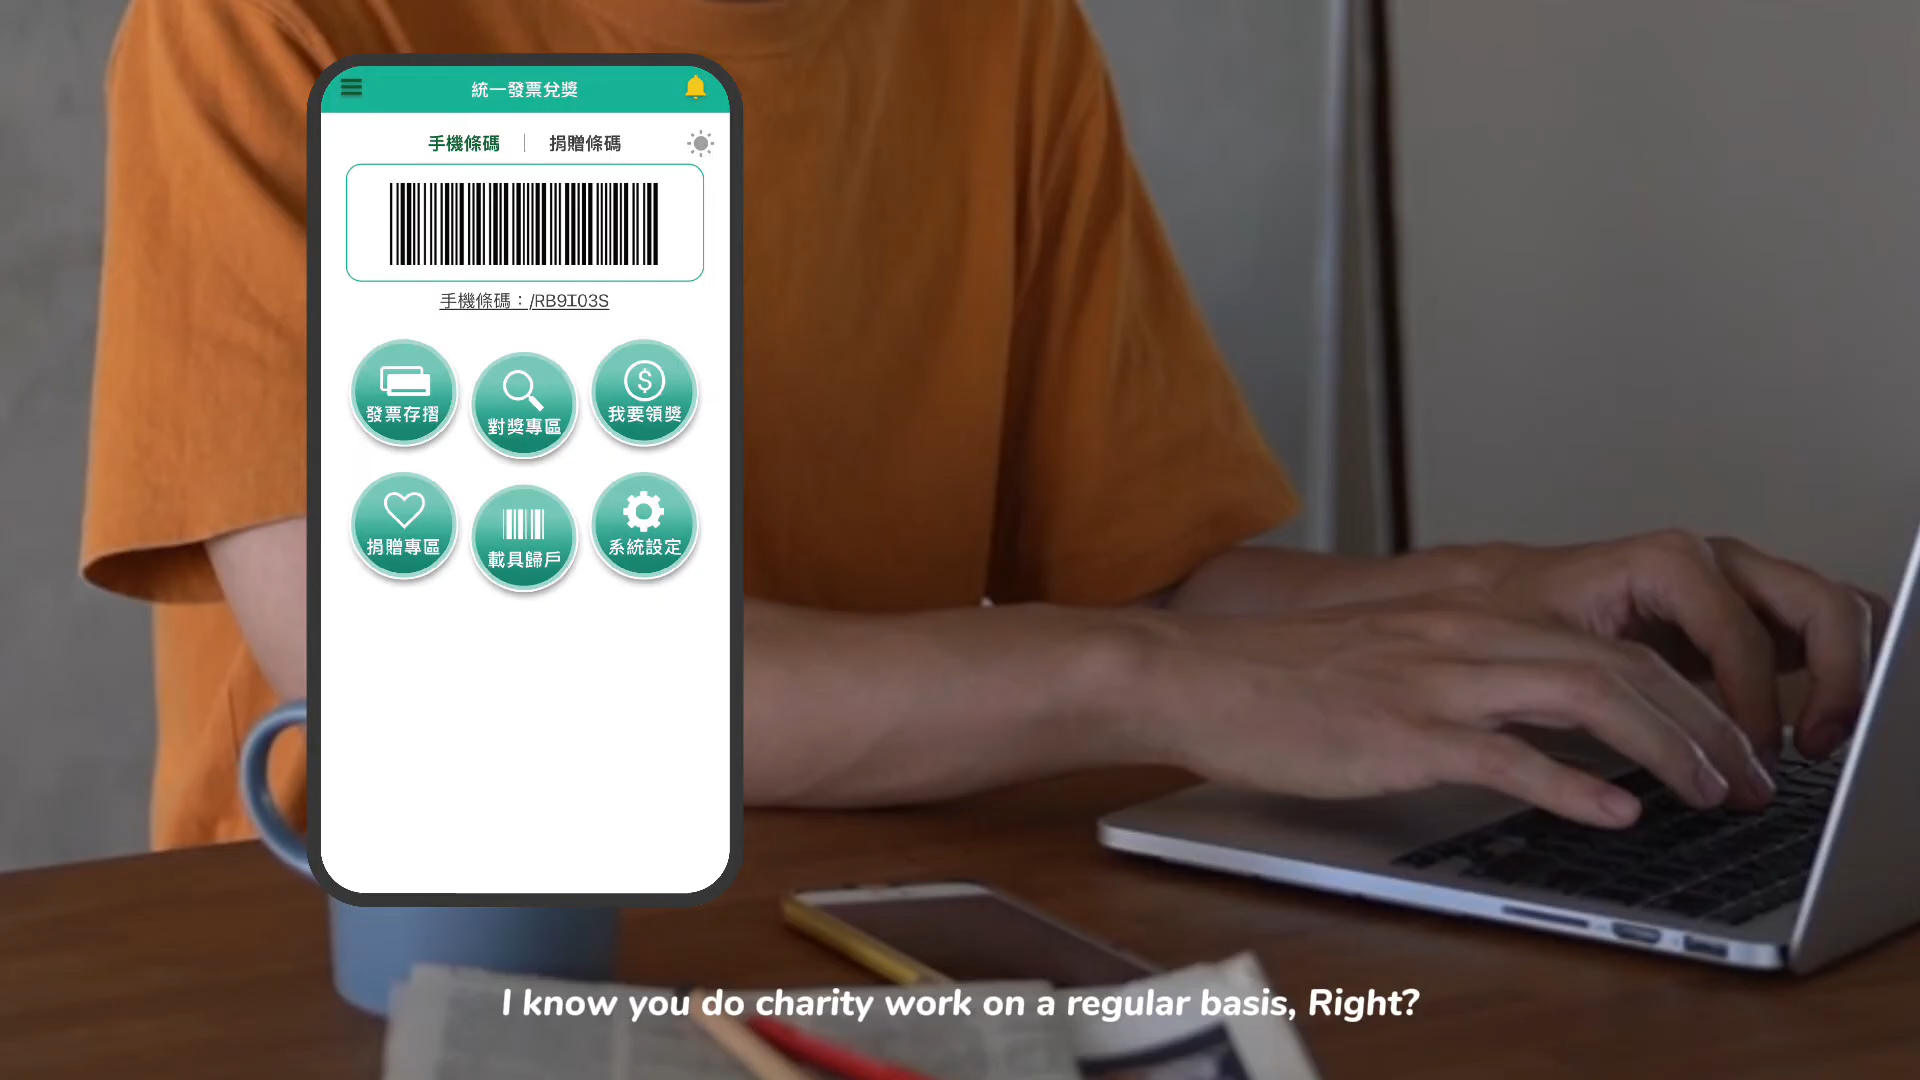 統一發票兌獎
手機條碼
捐贈條碼
手機條碼：/RB9IO3S
發票存摺
對獎專區
我要領獎
捐贈專區
載具歸戶
系統設定
I know you do charity work on a regular basis, Right?